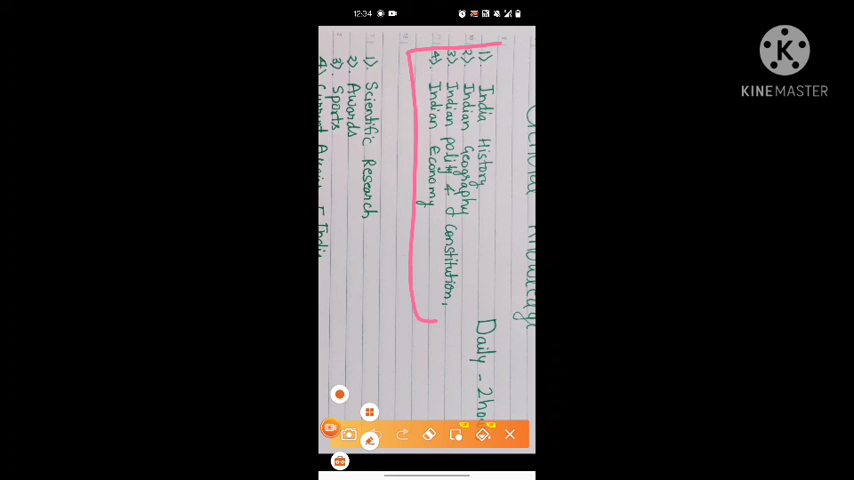 12:34
K
KINEMASTER
General Knowledge
Daily - 2ho
1). India History
2). Indian Geography
3). Indian polity & constitution,
4). Indian Economy
1). Scientific Research
2). Awards
3). Sports
4)